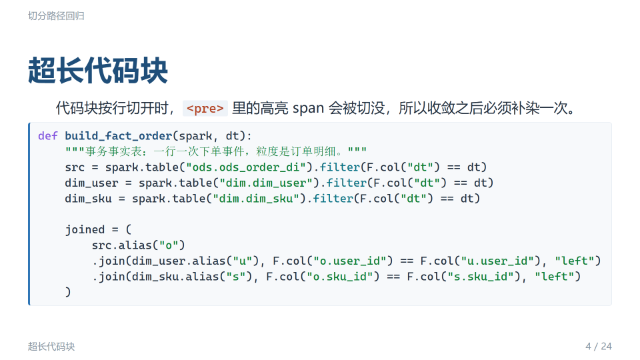 切分路径回归
超长代码块
代码块按行切开时，<pre> 里的高亮 span 会被切没，所以收敛之后必须补染一次。
def build_fact_order(spark, dt):
    """事务事实表：一行一次下单事件，粒度是订单明细。"""
    src = spark.table("ods.ods_order_di").filter(F.col("dt") == dt)
    dim_user = spark.table("dim.dim_user").filter(F.col("dt") == dt)
    dim_sku = spark.table("dim.dim_sku").filter(F.col("dt") == dt)
    joined = (
        src.alias("o")
        .join(dim_user.alias("u"), F.col("o.user_id") == F.col("u.user_id"), "left")
        .join(dim_sku.alias("s"), F.col("o.sku_id") == F.col("s.sku_id"), "left")
    )
超长代码块
4 / 24